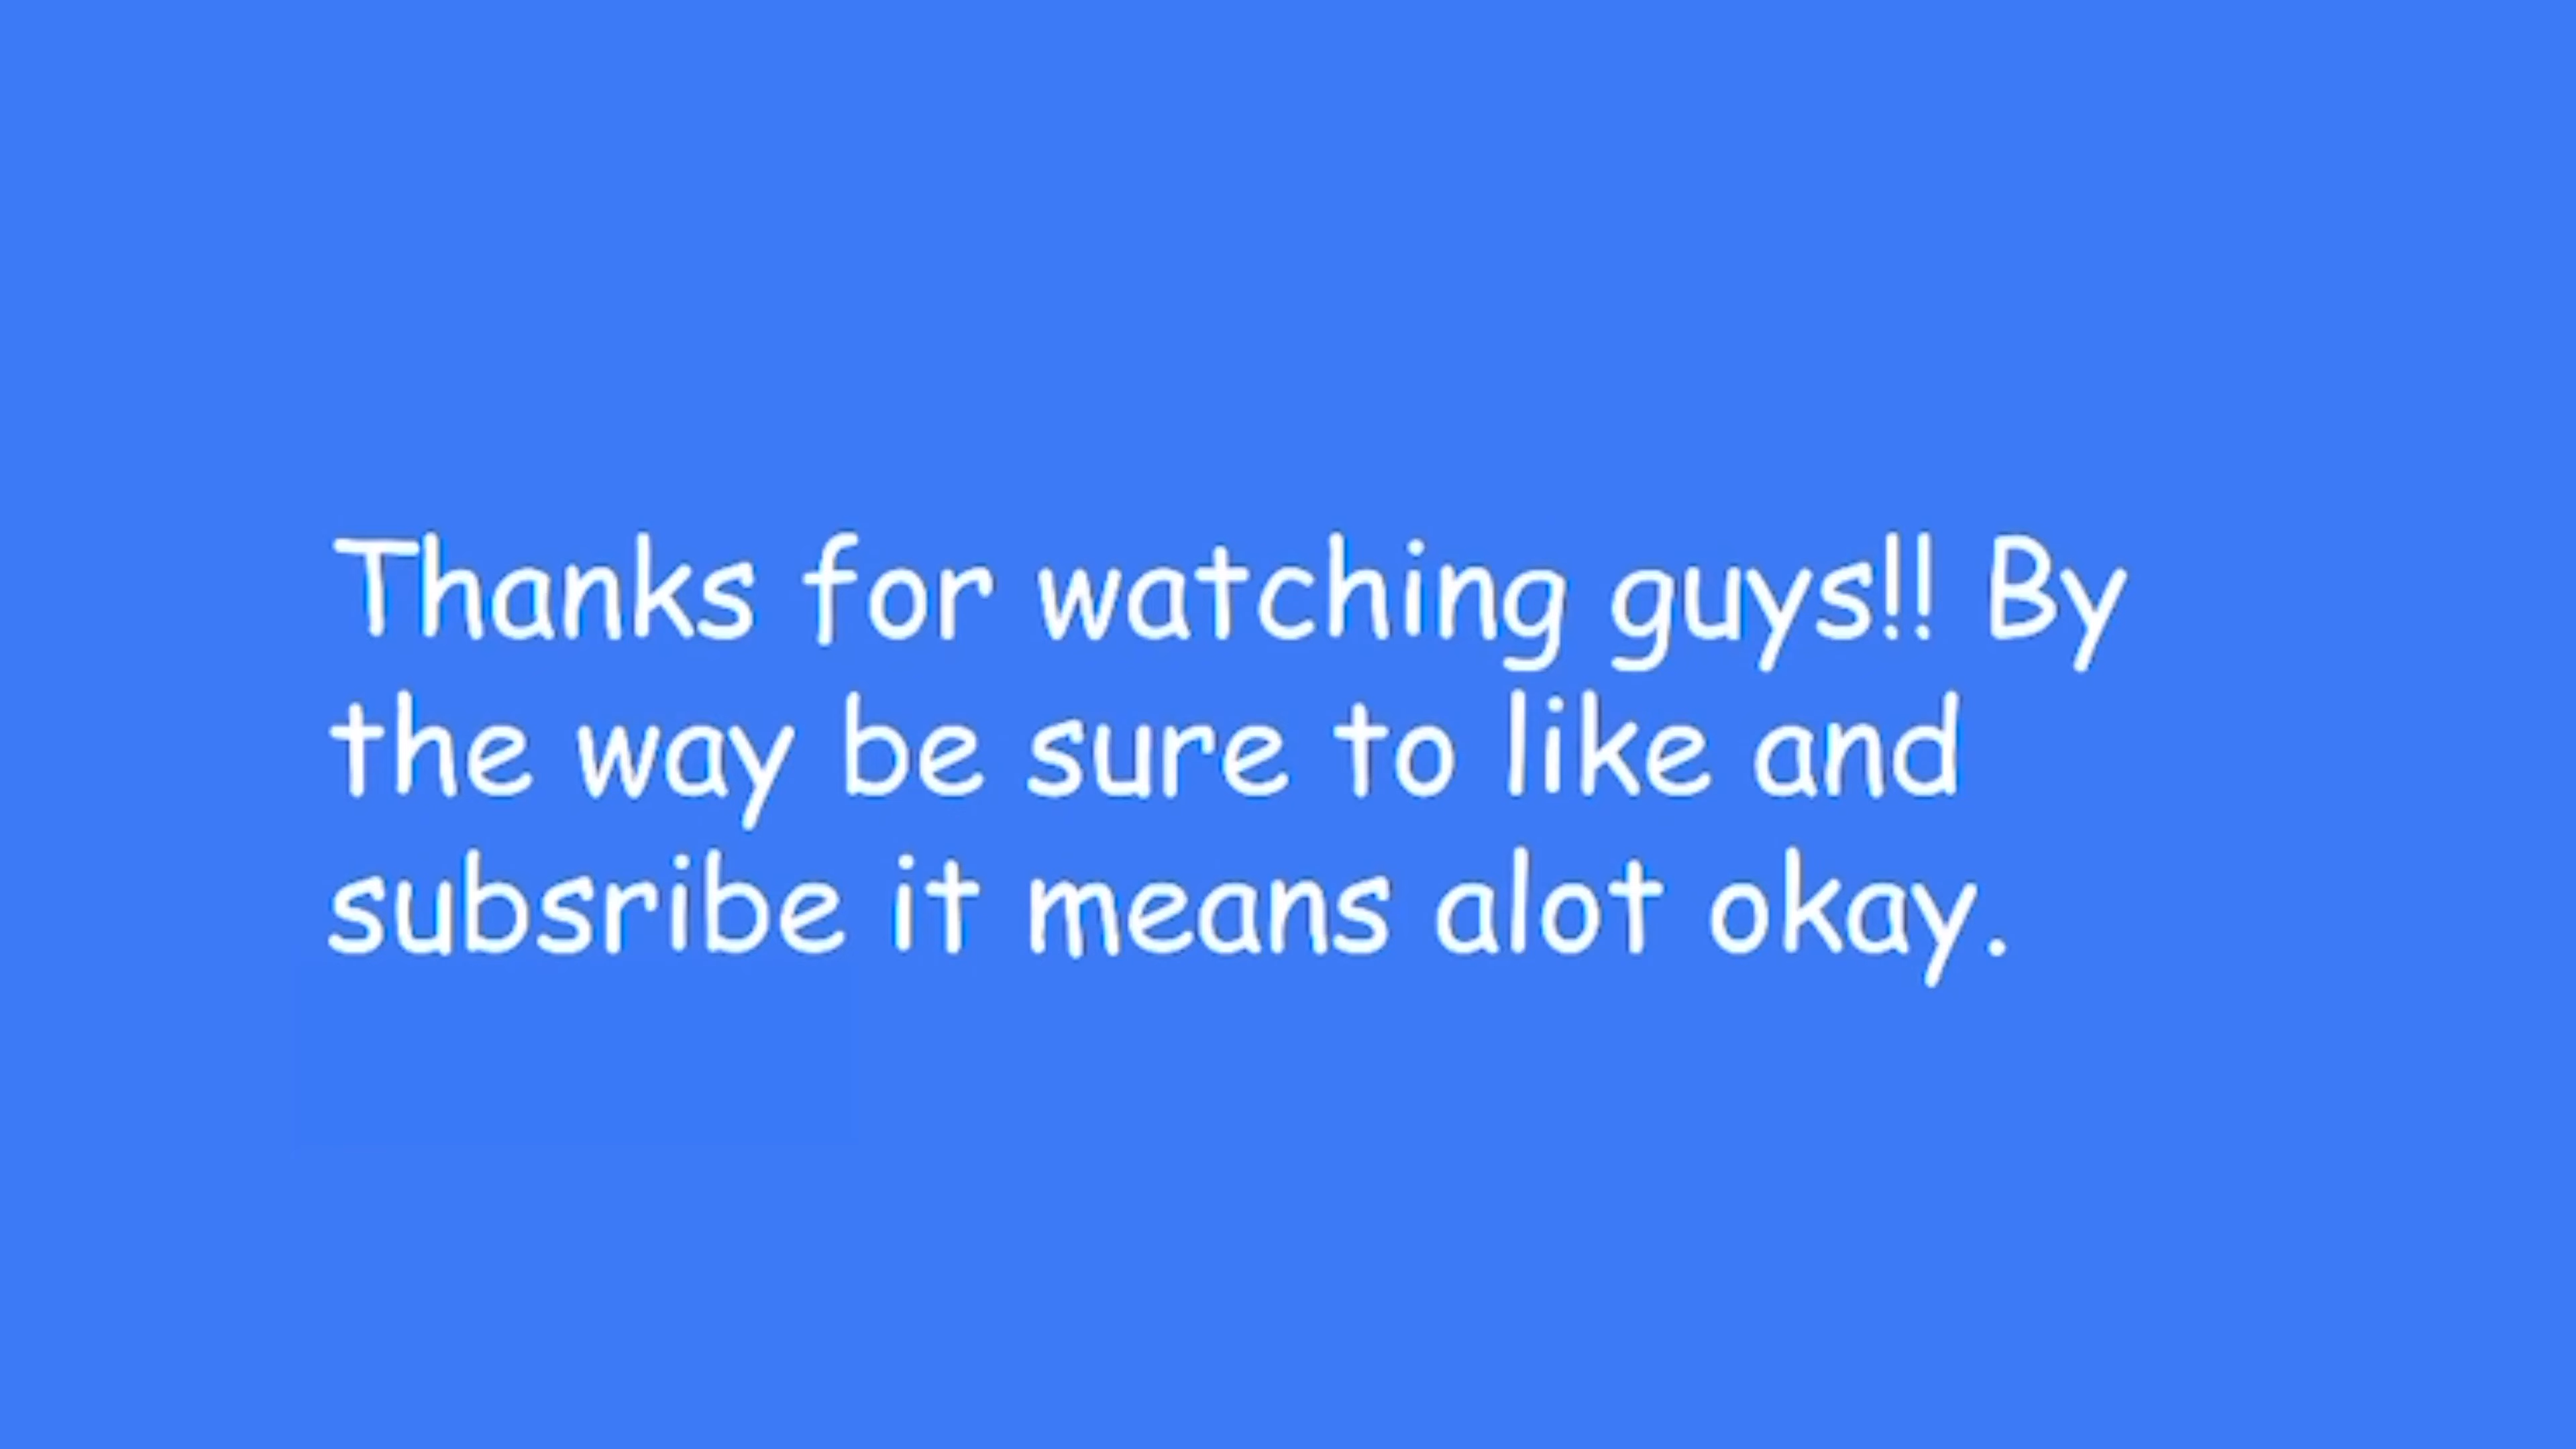 Thanks for watching guys!! By
the way be sure to like and
subsribe it means alot okay.